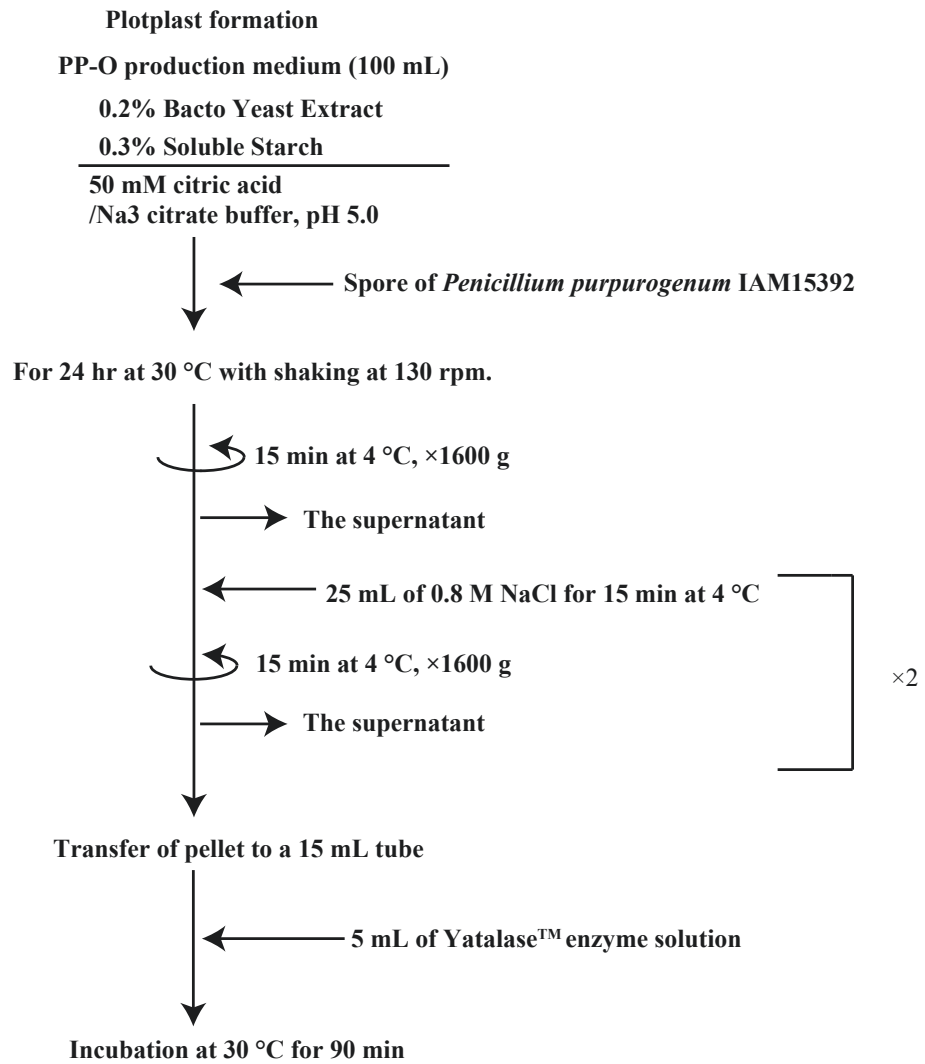 Plotplast formation
PP-O production medium (100 mL)
0.2% Bacto Yeast Extract
0.3% Soluble Starch
50 mM citric acid
/Na3 citrate buffer, pH 5.0
Spore of Penicillium purpurogenum IAM15392
For 24 hr at 30 °C with shaking at 130 rpm.
15 min at 4 °C, ×1600 g
The supernatant
25 mL of 0.8 M NaCl for 15 min at 4 °C
15 min at 4 °C, ×1600 g
×2
The supernatant
Transfer of pellet to a 15 mL tube
5 mL of Yatalase™ enzyme solution
Incubation at 30 °C for 90 min